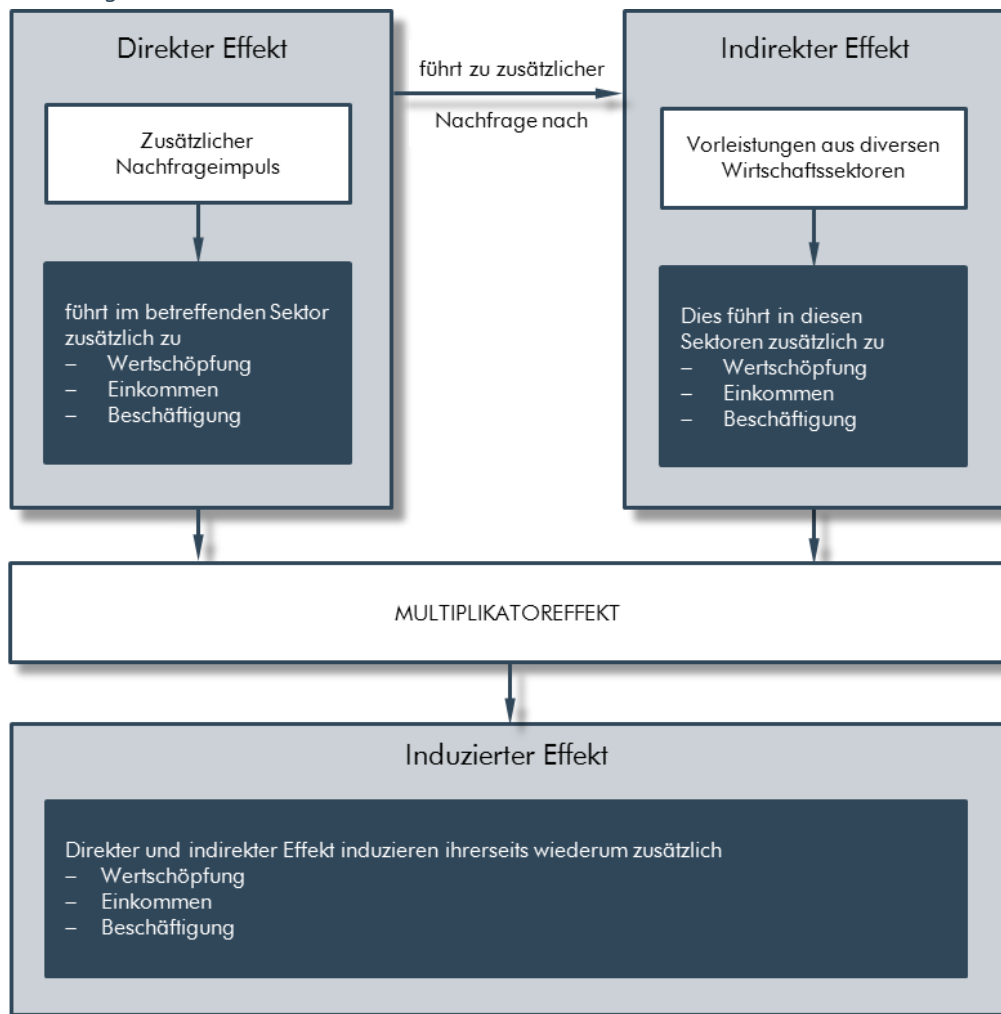 Direkter Effekt
Zusätzlicher
Nachfrageimpuls
führt im betreffenden Sektor
zusätzlich zu
– Wertschöpfung
– Einkommen
– Beschäftigung
führt zu zusätzlicher
Nachfrage nach
Indirekter Effekt
Vorleistungen aus diversen
Wirtschaftssektoren
Dies führt in diesen
Sektoren zusätzlich zu
– Wertschöpfung
– Einkommen
– Beschäftigung
MULTIPLIKATOREFFEKT
Induzierter Effekt
Direkter und indirekter Effekt induzieren ihrerseits wiederum zusätzlich
– Wertschöpfung
– Einkommen
– Beschäftigung